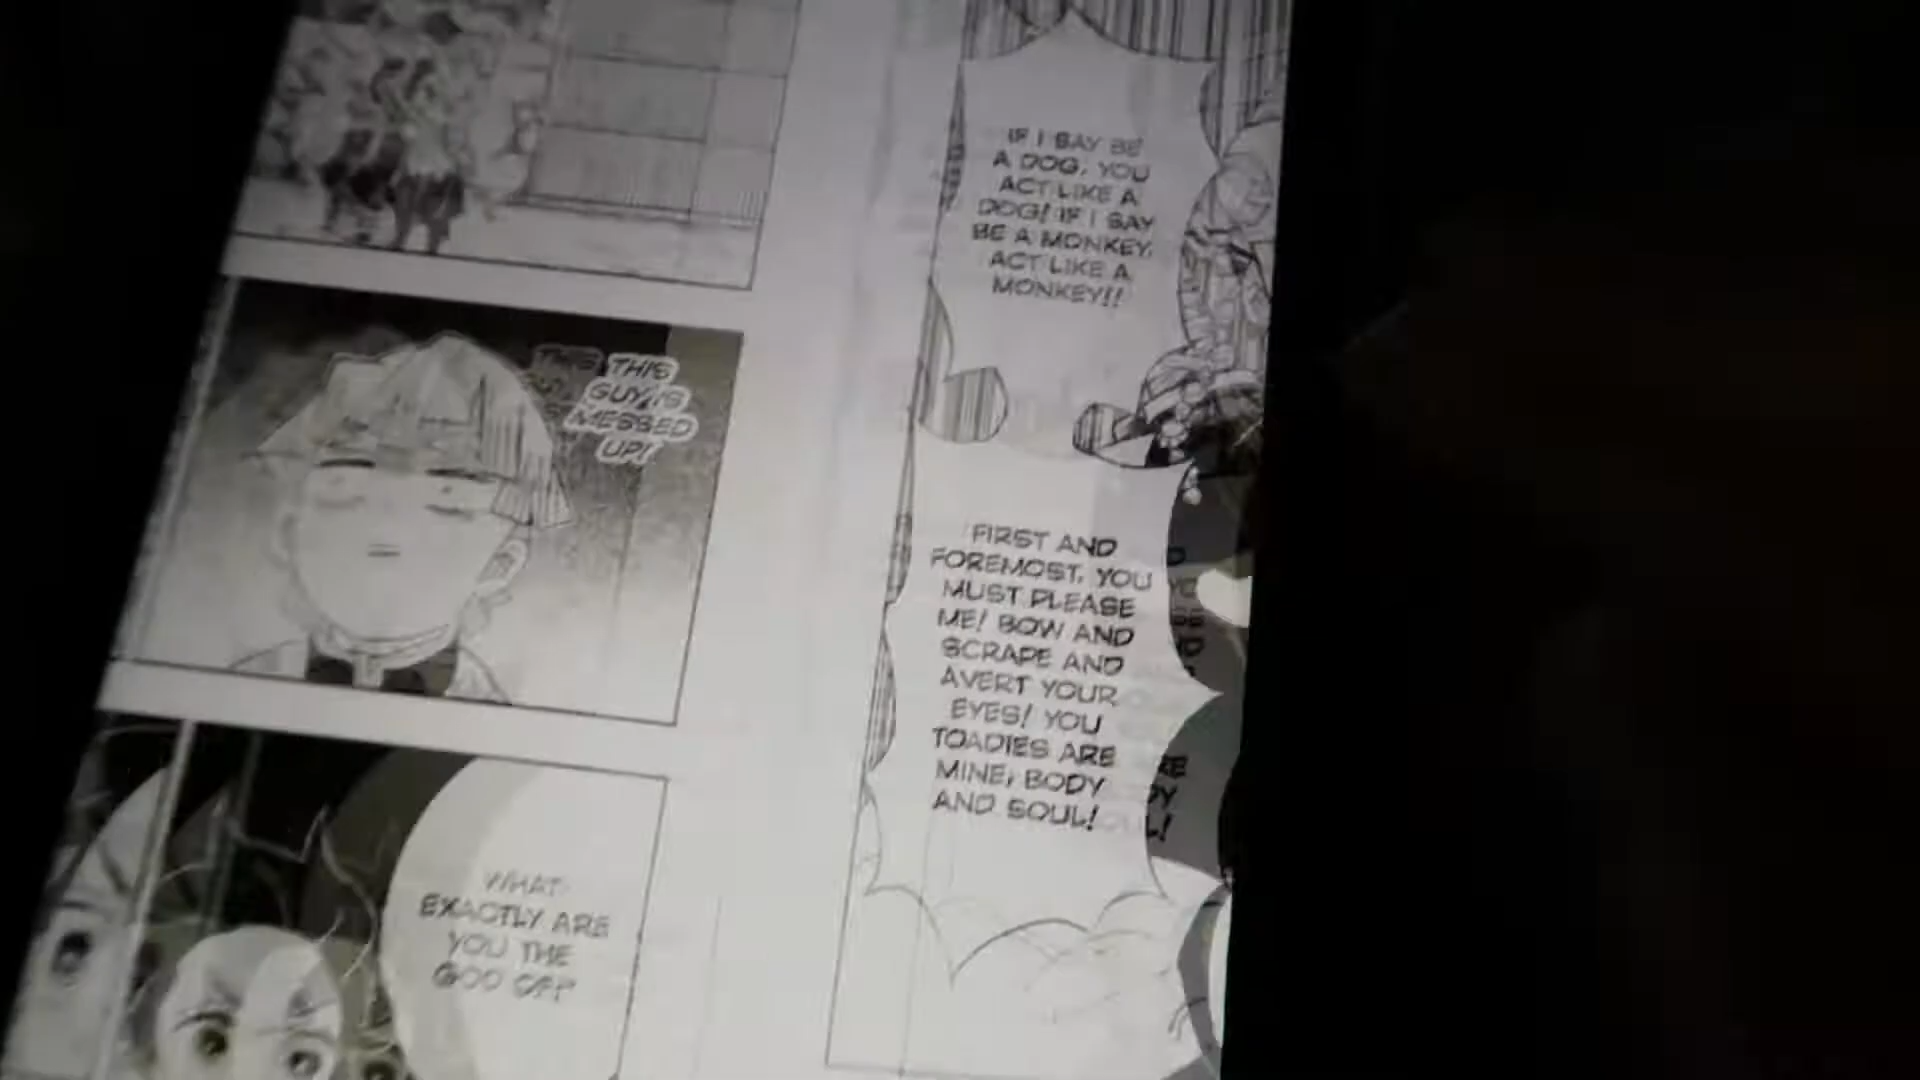 IF I SAY BE
A DOG, YOU
ACT LIKE A
DOG! IF I SAY
BE A MONKEY,
ACT LIKE A
MONKEY!!
FIRST AND
FOREMOST, YOU
MUST PLEASE
ME! BOW AND
SCRAPE AND
AVERT YOUR
EYES! YOU
TOADIES ARE
MINE, BODY
AND SOUL!
THIS
GUY IS
MESSED
UP!
WHAT
EXACTLY ARE
YOU THE
GOD OF?